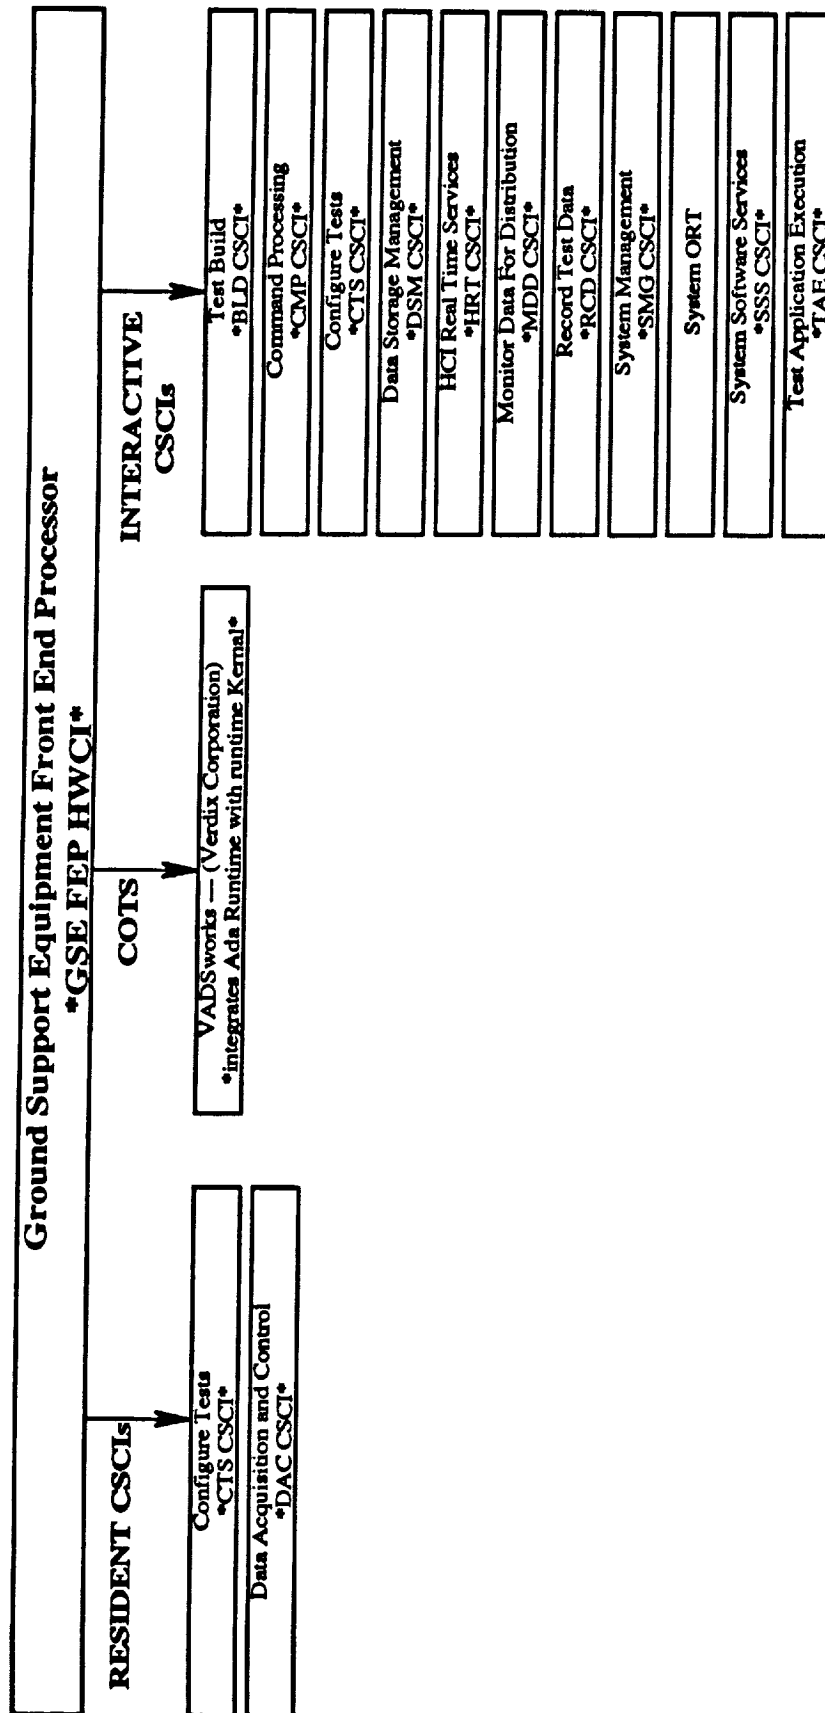 Ground Support Equipment Front End Processor
*GSE FEP HWCI*
RESIDENT CSCIs
COTS
INTERACTIVE
CSCIs
Configure Tests
*CTS CSCI*
Data Acquisition and Control
*DAC CSCI*
VADSworks — (Verdix Corporation)
*integrates Ada Runtime with runtime Kernal*
Test Build
*BLD CSCI*
Command Processing
*CMP CSCI*
Configure Tests
*CTS CSCI*
Data Storage Management
*DSM CSCI*
HCI Real Time Services
*HRT CSCI*
Monitor Data For Distribution
*MDD CSCI*
Record Test Data
*RCD CSCI*
System Management
*SMG CSCI*
System ORT
System Software Services
*SSS CSCI*
Test Application Execution
*TAE CSCI*